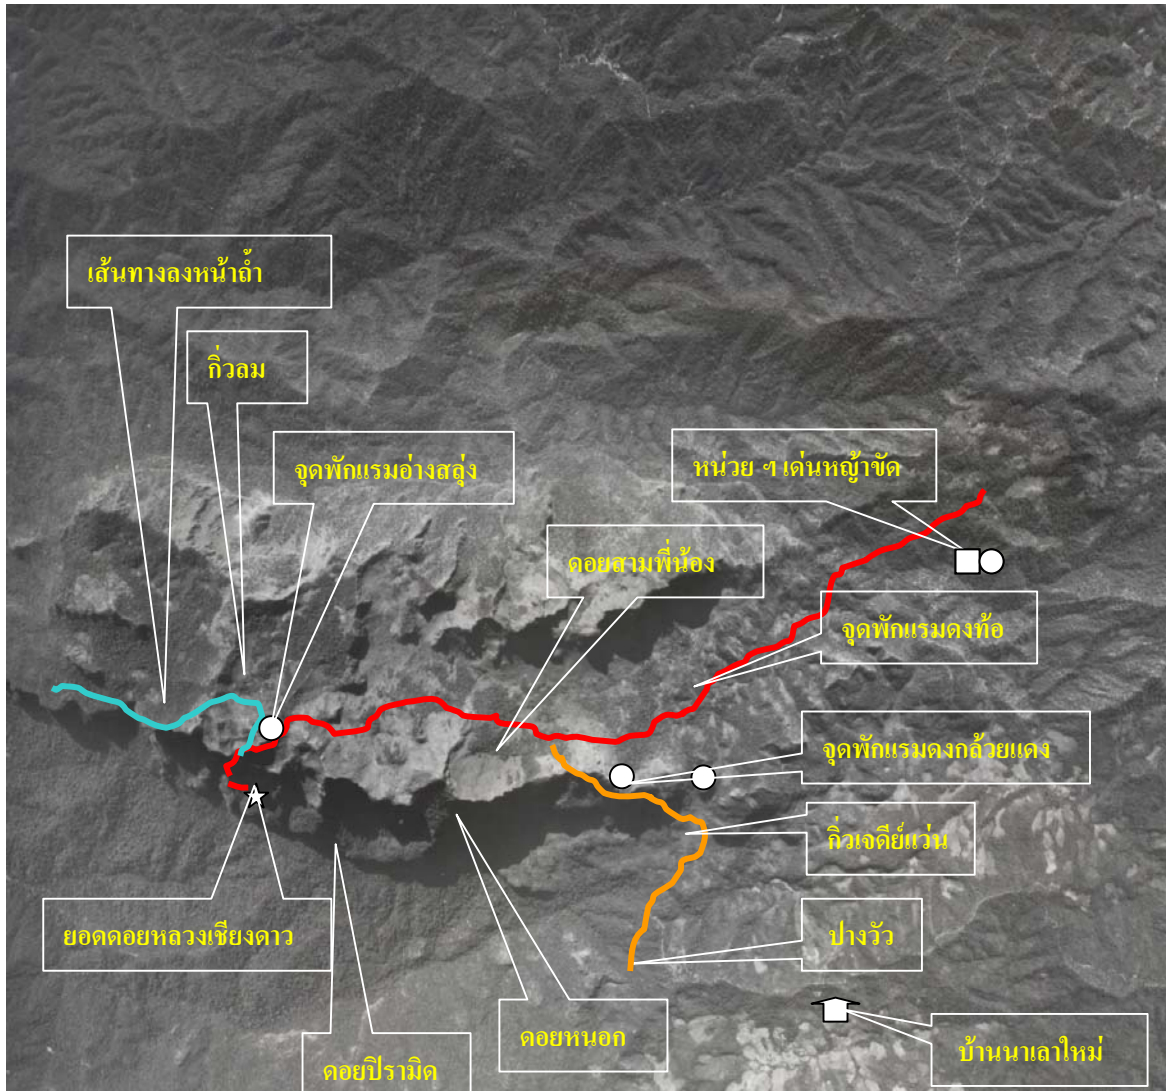 เส้นทางลงหน้าถ้ำ
กิ่วลม
จุดพักแรมอ่างสลุ่ง
หน่วย ฯ เด่นหญ้าขัด
ดอยสามพี่น้อง
จุดพักแรมดงท้อ
จุดพักแรมดงกล้วยแดง
กิ่วเจดีย์แว่น
ยอดดอยหลวงเชียงดาว
ปางวัว
ดอยหนอก
บ้านนาเลาใหม่
ดอยปิรามิด